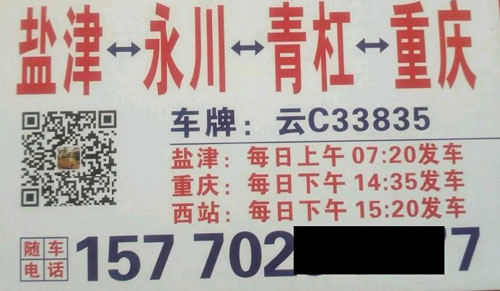 盐津↔永川↔青杠↔重庆
车牌：云C33835
盐津：每日上午 07:20发车
重庆：每日下午 14:35发车
西站：每日下午 15:20发车
随车电话 157 702